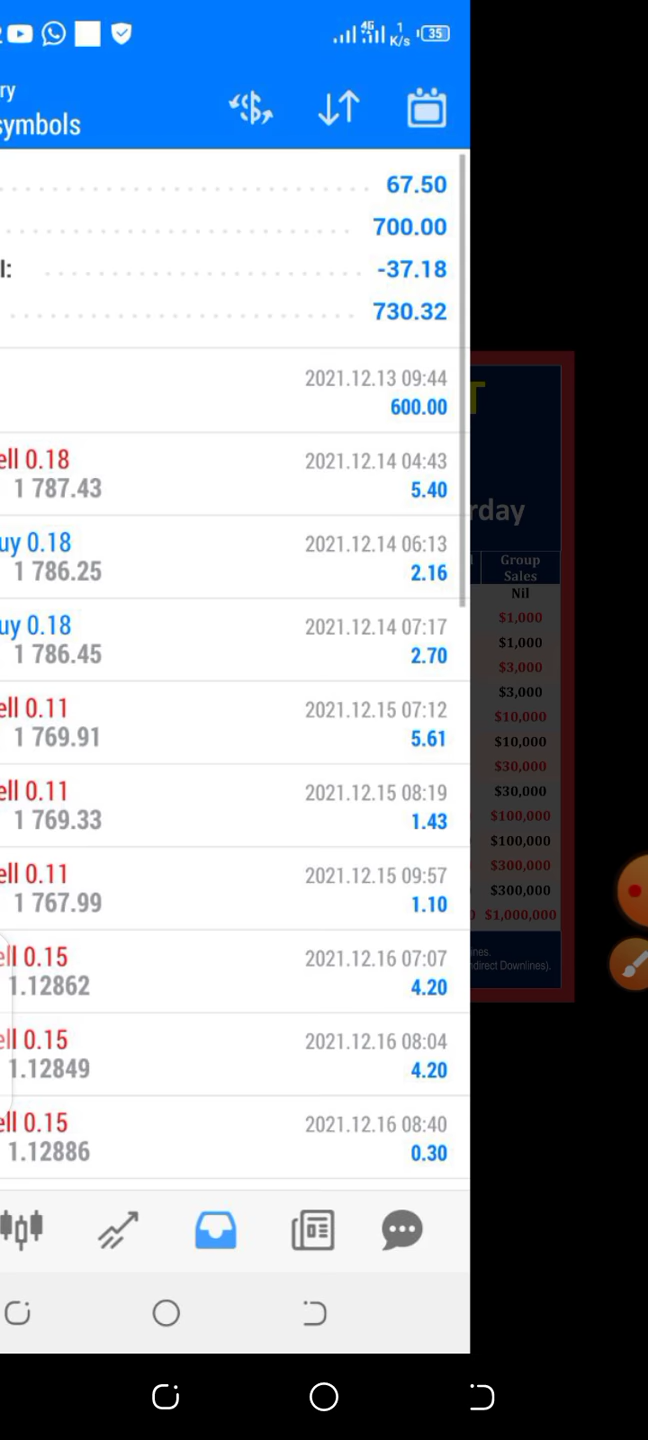 4G 1 K/s 35
ry
symbols
67.50
700.00
l: -37.18
730.32
2021.12.13 09:44
600.00
ell 0.18 2021.12.14 04:43
1 787.43 5.40
uy 0.18 2021.12.14 06:13
1 786.25 2.16
uy 0.18 2021.12.14 07:17
1 786.45 2.70
ell 0.11 2021.12.15 07:12
1 769.91 5.61
ell 0.11 2021.12.15 08:19
1 769.33 1.43
ell 0.11 2021.12.15 09:57
1 767.99 1.10
ell 0.15 2021.12.16 07:07
1.12862 4.20
ell 0.15 2021.12.16 08:04
1.12849 4.20
ell 0.15 2021.12.16 08:40
1.12886 0.30
T
rday
Group
Sales
Nil
$1,000
$1,000
$3,000
$3,000
$10,000
$10,000
$30,000
$30,000
$100,000
$100,000
$300,000
$300,000
0 $1,000,000
ines.
ndirect Downlines).